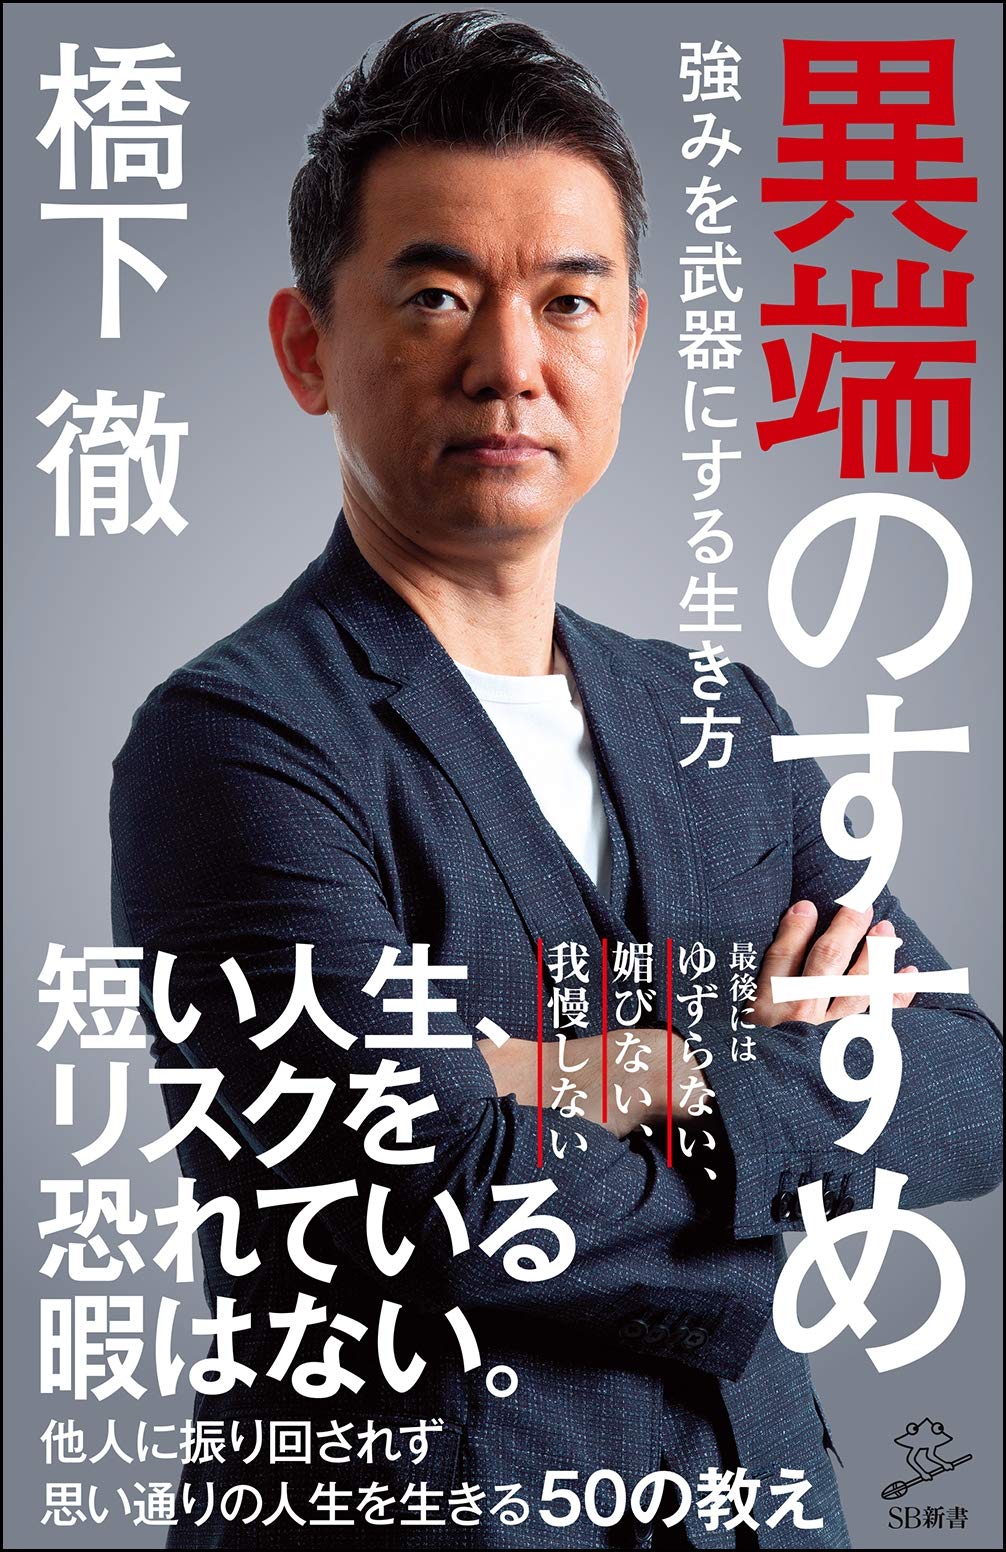 異端のすすめ
強みを武器にする生き方
橋下 徹
最後には
ゆずらない、
媚びない、
我慢しない
短い人生、
リスクを
恐れている
暇はない。
他人に振り回されず
思い通りの人生を生きる50の教え
SB新書